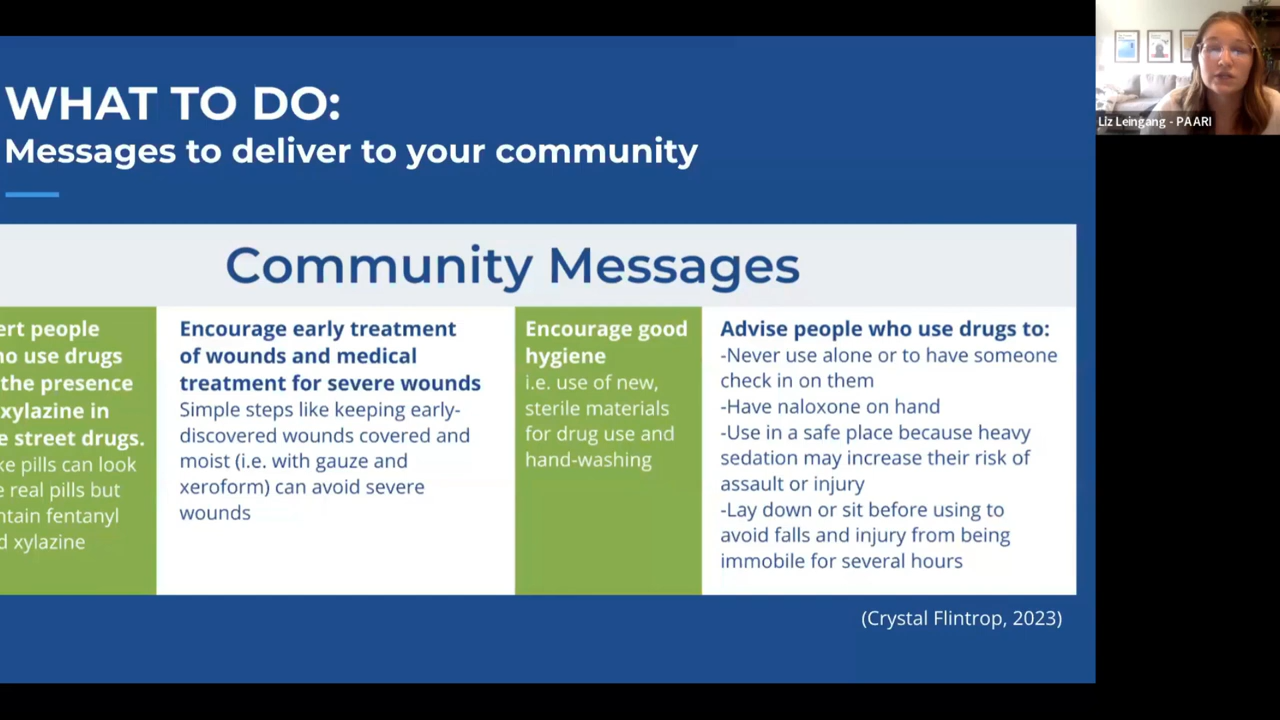 WHAT TO DO:
Messages to deliver to your community
Community Messages
ert people
no use drugs
the presence
xylazine in
e street drugs.
ke pills can look
e real pills but
ntain fentanyl
d xylazine
Encourage early treatment
of wounds and medical
treatment for severe wounds
Simple steps like keeping early-
discovered wounds covered and
moist (i.e. with gauze and
xeroform) can avoid severe
wounds
Encourage good
hygiene
i.e. use of new,
sterile materials
for drug use and
hand-washing
Advise people who use drugs to:
-Never use alone or to have someone
check in on them
-Have naloxone on hand
-Use in a safe place because heavy
sedation may increase their risk of
assault or injury
-Lay down or sit before using to
avoid falls and injury from being
immobile for several hours
(Crystal Flintrop, 2023)
Liz Leingang - PAARI